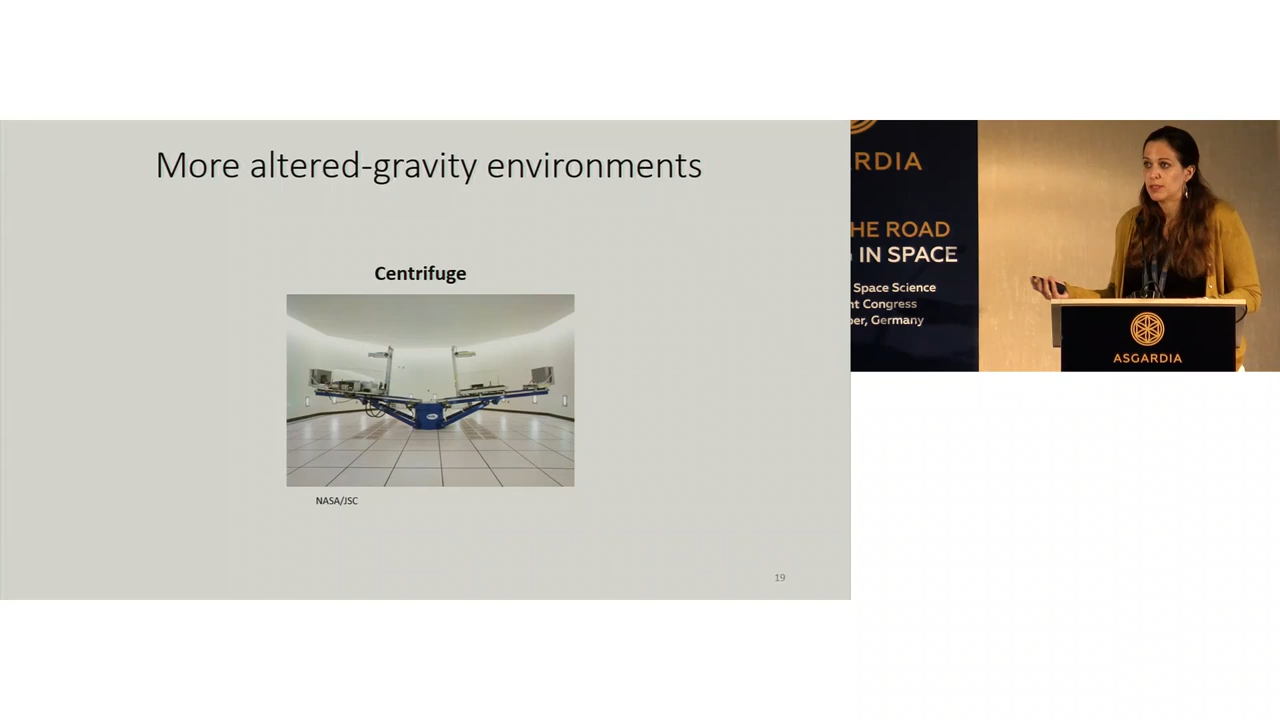 More altered-gravity environments
Centrifuge
NASA/JSC
19
RDIA
HE ROAD
IN SPACE
Space Science
nt Congress
ber, Germany
ASGARDIA